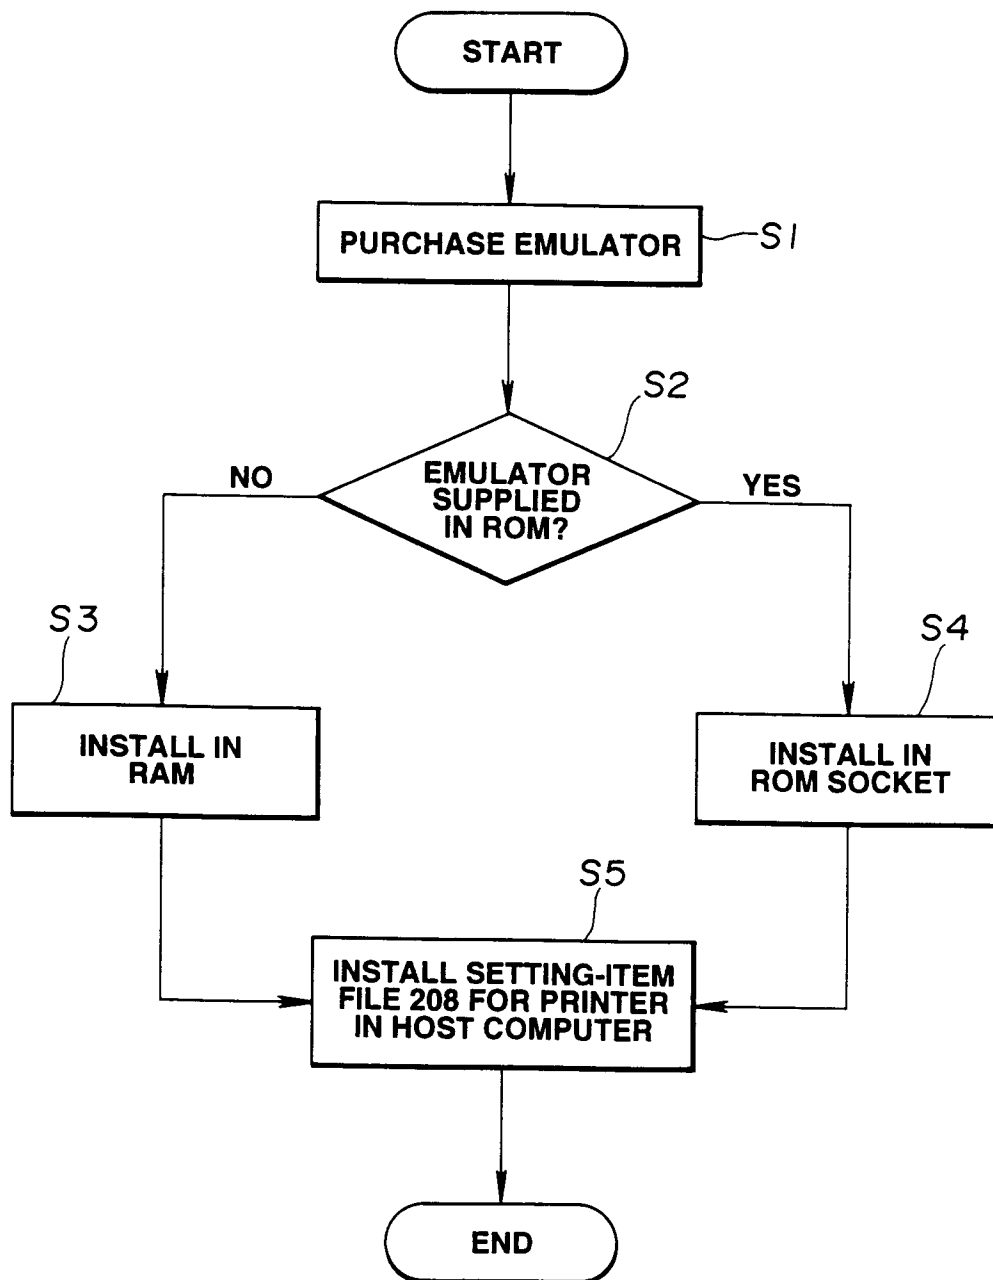 START
PURCHASE EMULATOR
S1
S2
EMULATOR
SUPPLIED
IN ROM?
NO
YES
S3
INSTALL IN
RAM
S4
INSTALL IN
ROM SOCKET
S5
INSTALL SETTING-ITEM
FILE 208 FOR PRINTER
IN HOST COMPUTER
END